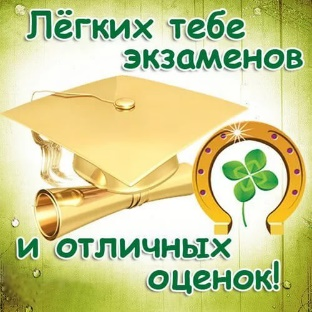 Лёгких тебе
экзаменов
и отличных
оценок!